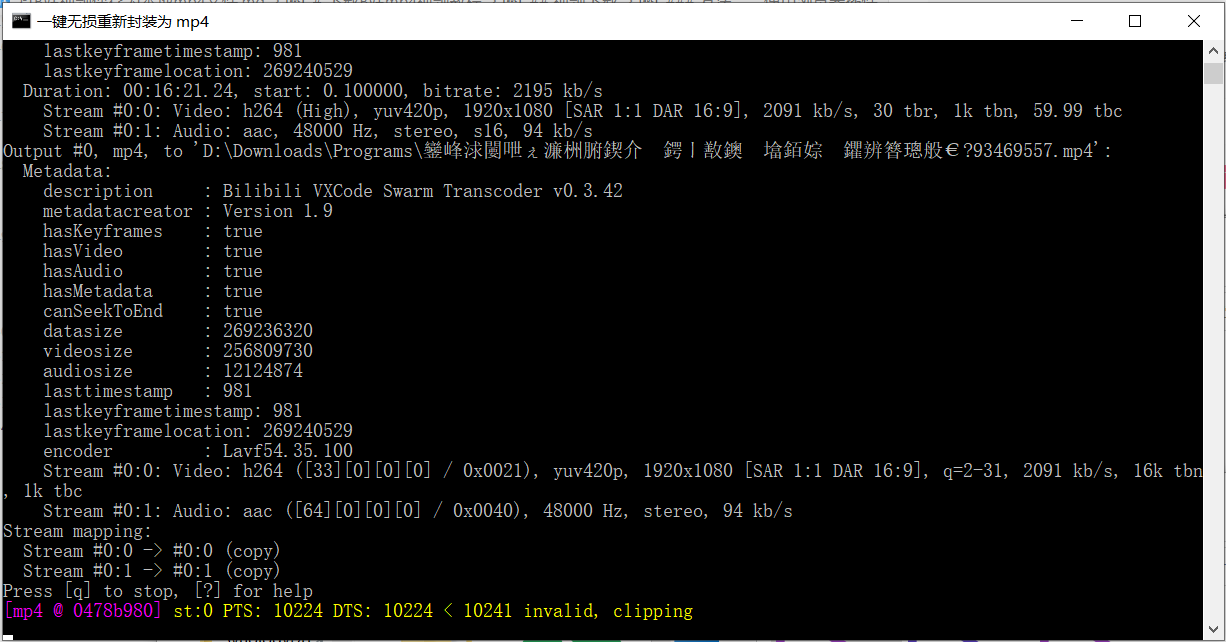 一键无损重新封装为 mp4
lastkeyframetimestamp: 981
lastkeyframelocation: 269240529
Duration: 00:16:21.24, start: 0.100000, bitrate: 2195 kb/s
Stream #0:0: Video: h264 (High), yuv420p, 1920x1080 [SAR 1:1 DAR 16:9], 2091 kb/s, 30 tbr, 1k tbn, 59.99 tbc
Stream #0:1: Audio: aac, 48000 Hz, stereo, s16, 94 kb/s
Output #0, mp4, to 'D:\Downloads\Programs\鐢峰浗闄呭ぇ濂栦腑鍥介 鍔丨敾鐭 墖銆婃 鑺辨簮璁般€?93469557.mp4':
Metadata:
description : Bilibili VXCode Swarm Transcoder v0.3.42
metadatacreator : Version 1.9
hasKeyframes : true
hasVideo : true
hasAudio : true
hasMetadata : true
canSeekToEnd : true
datasize : 269236320
videosize : 256809730
audiosize : 12124874
lasttimestamp : 981
lastkeyframetimestamp: 981
lastkeyframelocation: 269240529
encoder : Lavf54.35.100
Stream #0:0: Video: h264 ([33][0][0][0] / 0x0021), yuv420p, 1920x1080 [SAR 1:1 DAR 16:9], q=2-31, 2091 kb/s, 16k tbn
, 1k tbc
Stream #0:1: Audio: aac ([64][0][0][0] / 0x0040), 48000 Hz, stereo, 94 kb/s
Stream mapping:
Stream #0:0 -> #0:0 (copy)
Stream #0:1 -> #0:1 (copy)
Press [q] to stop, [?] for help
[mp4 @ 0478b980] st:0 PTS: 10224 DTS: 10224 < 10241 invalid, clipping